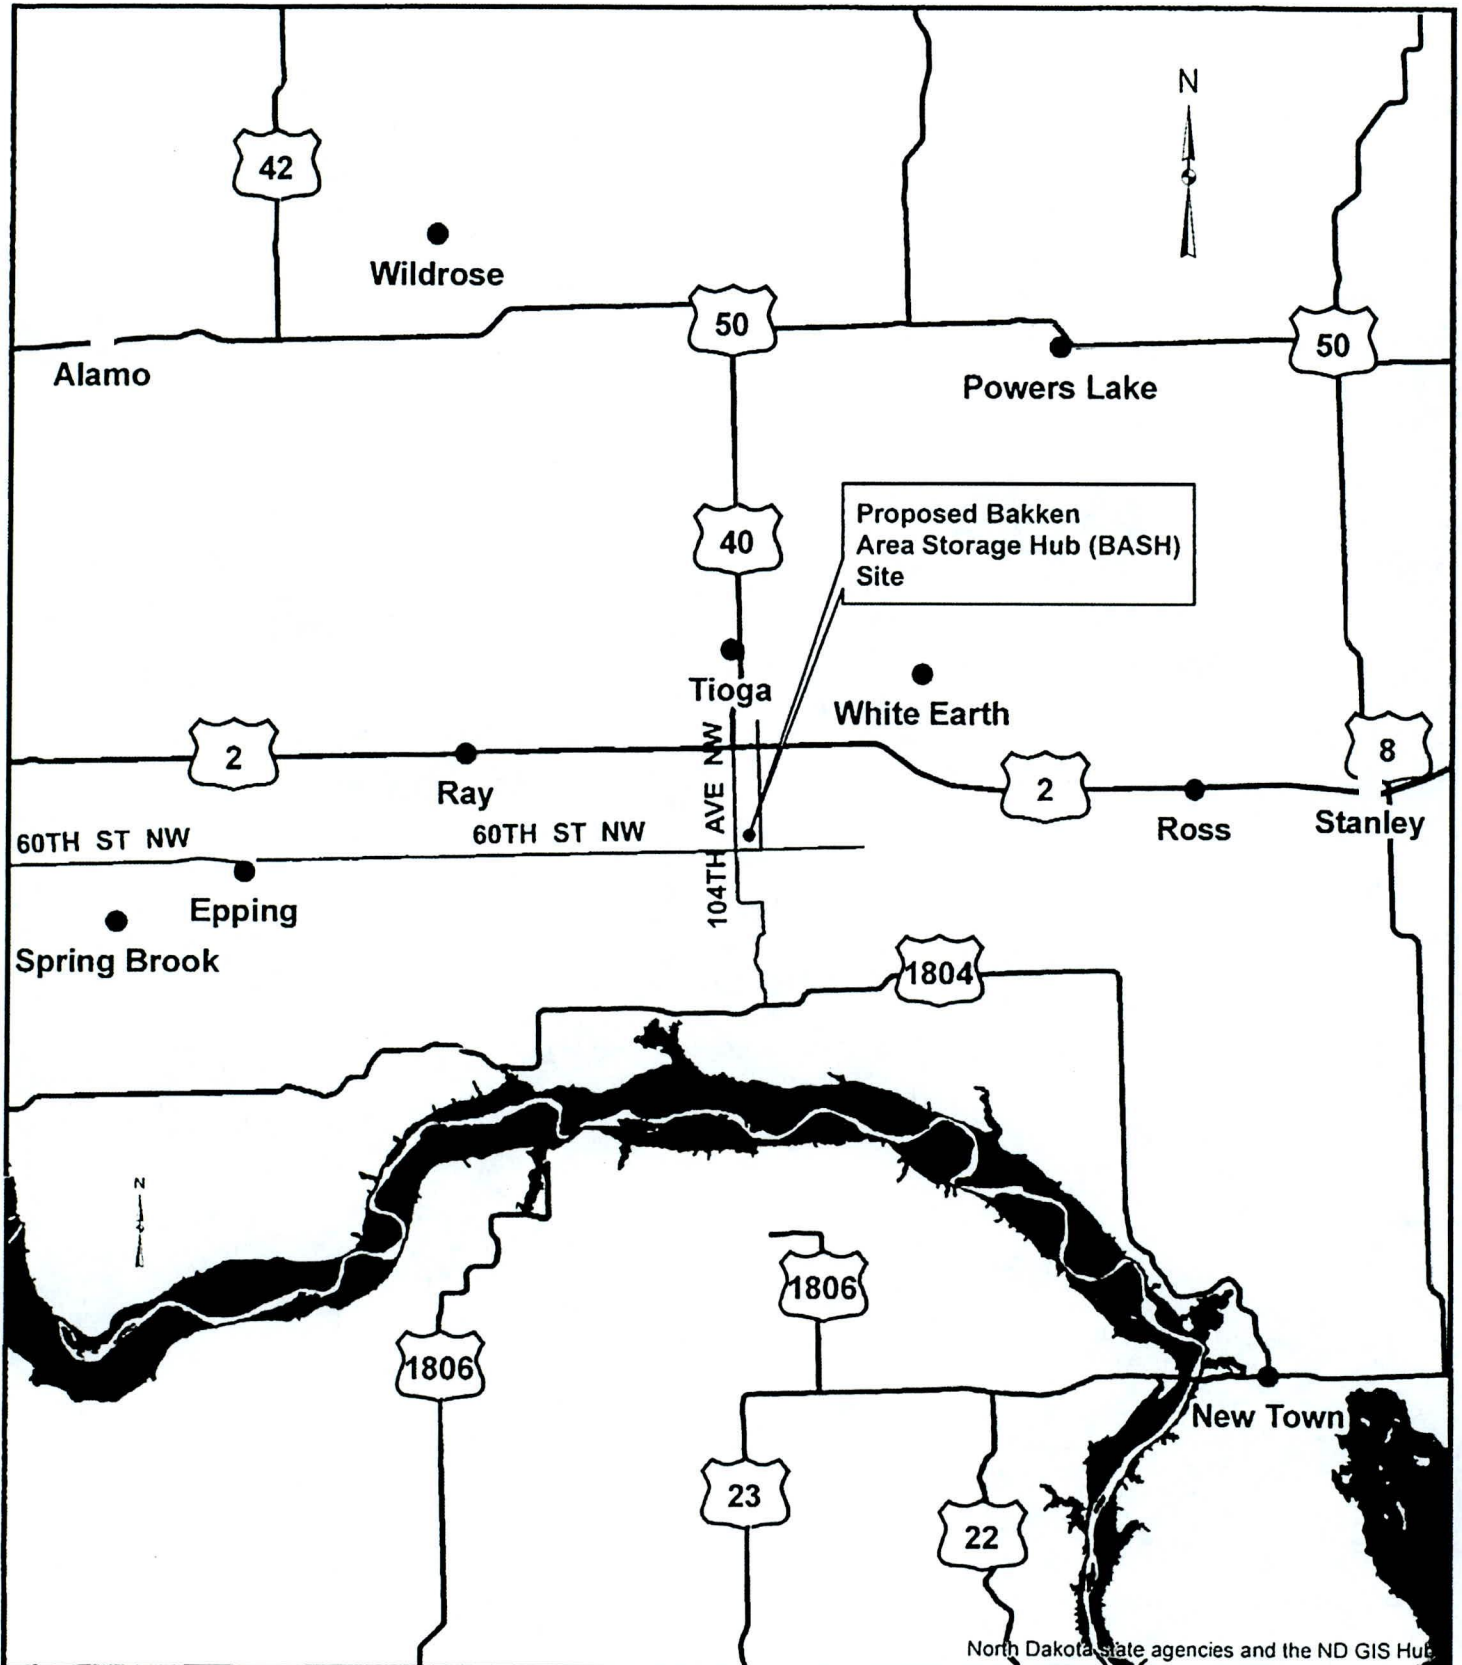 N
42
Wildrose
50
50
Alamo
Powers Lake
Proposed Bakken
Area Storage Hub (BASH)
Site
40
Tioga
White Earth
2
8
Ray
2
Ross
Stanley
60TH ST NW
60TH ST NW
104TH AVE NW
Epping
Spring Brook
1804
N
1806
1806
New Town
23
22
North Dakota state agencies and the ND GIS Hub